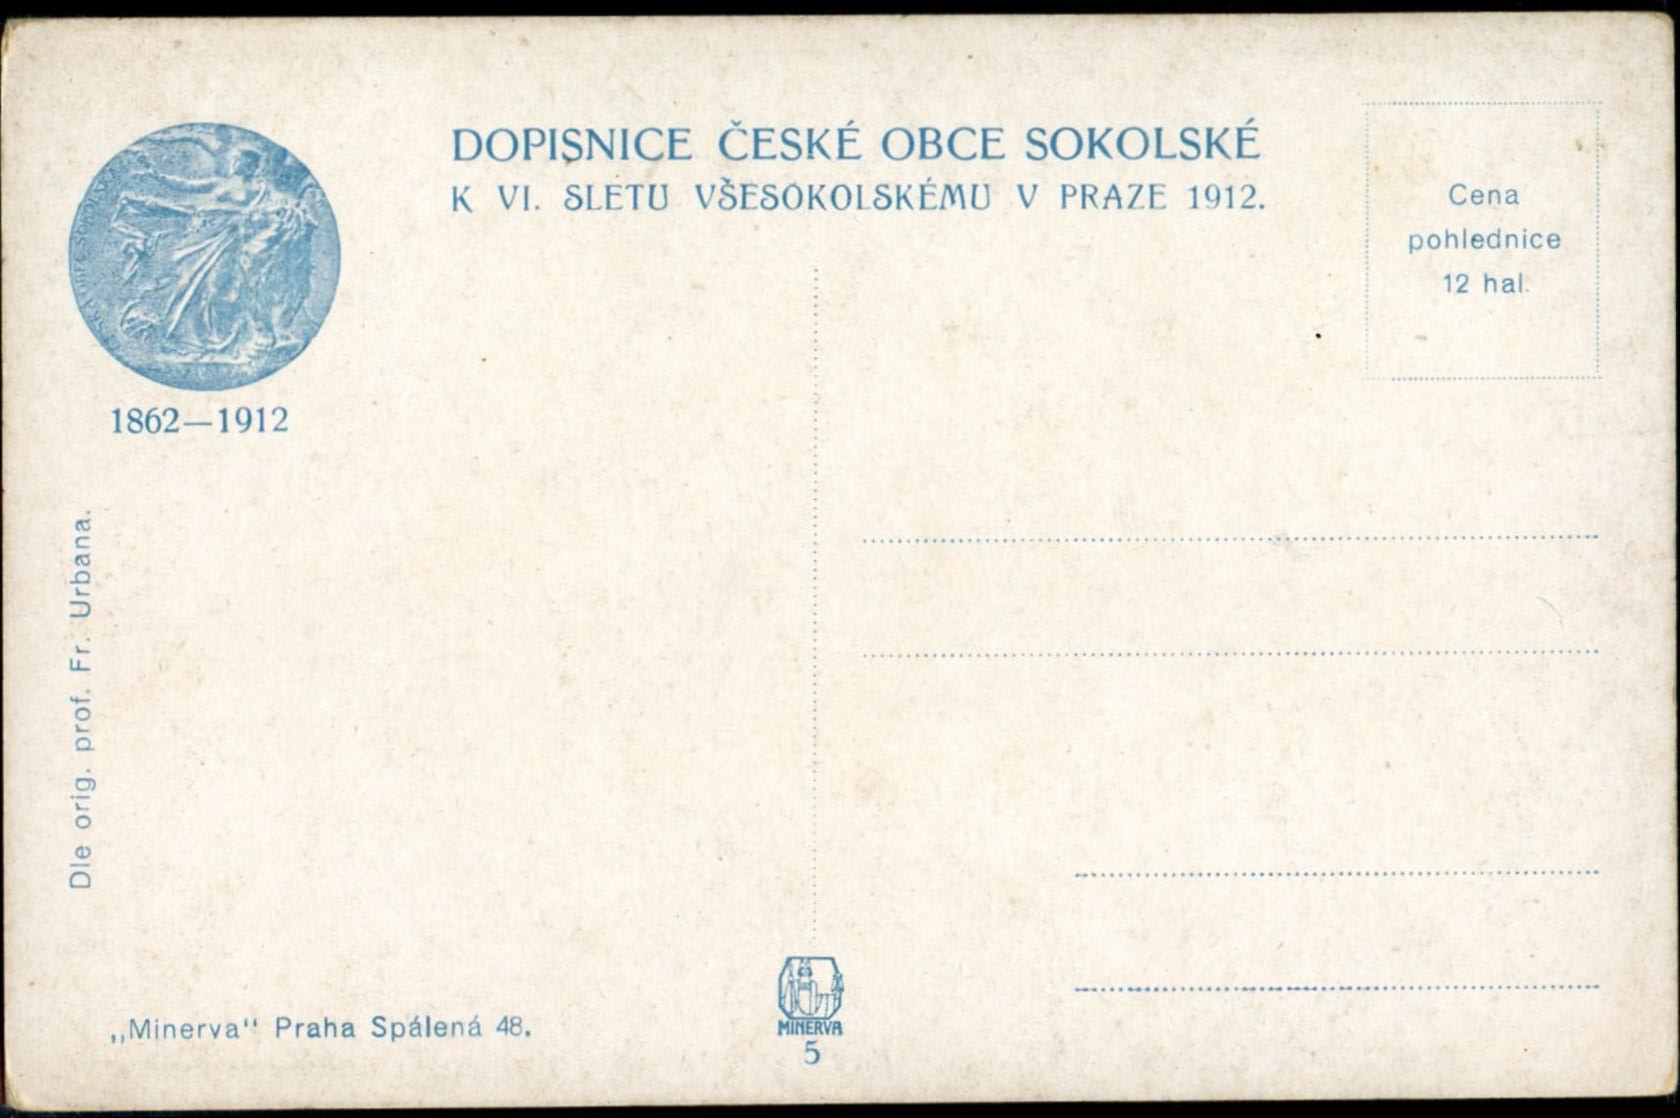 DOPISNICE ČESKÉ OBCE SOKOLSKÉ
K VI. SLETU VŠESOKOLSKÉMU V PRAZE 1912.
Cena
pohlednice
12 hal.
1862—1912
Dle orig. prof. Fr. Urbana.
„Minerva“ Praha Spálená 48.
MINERVA
5